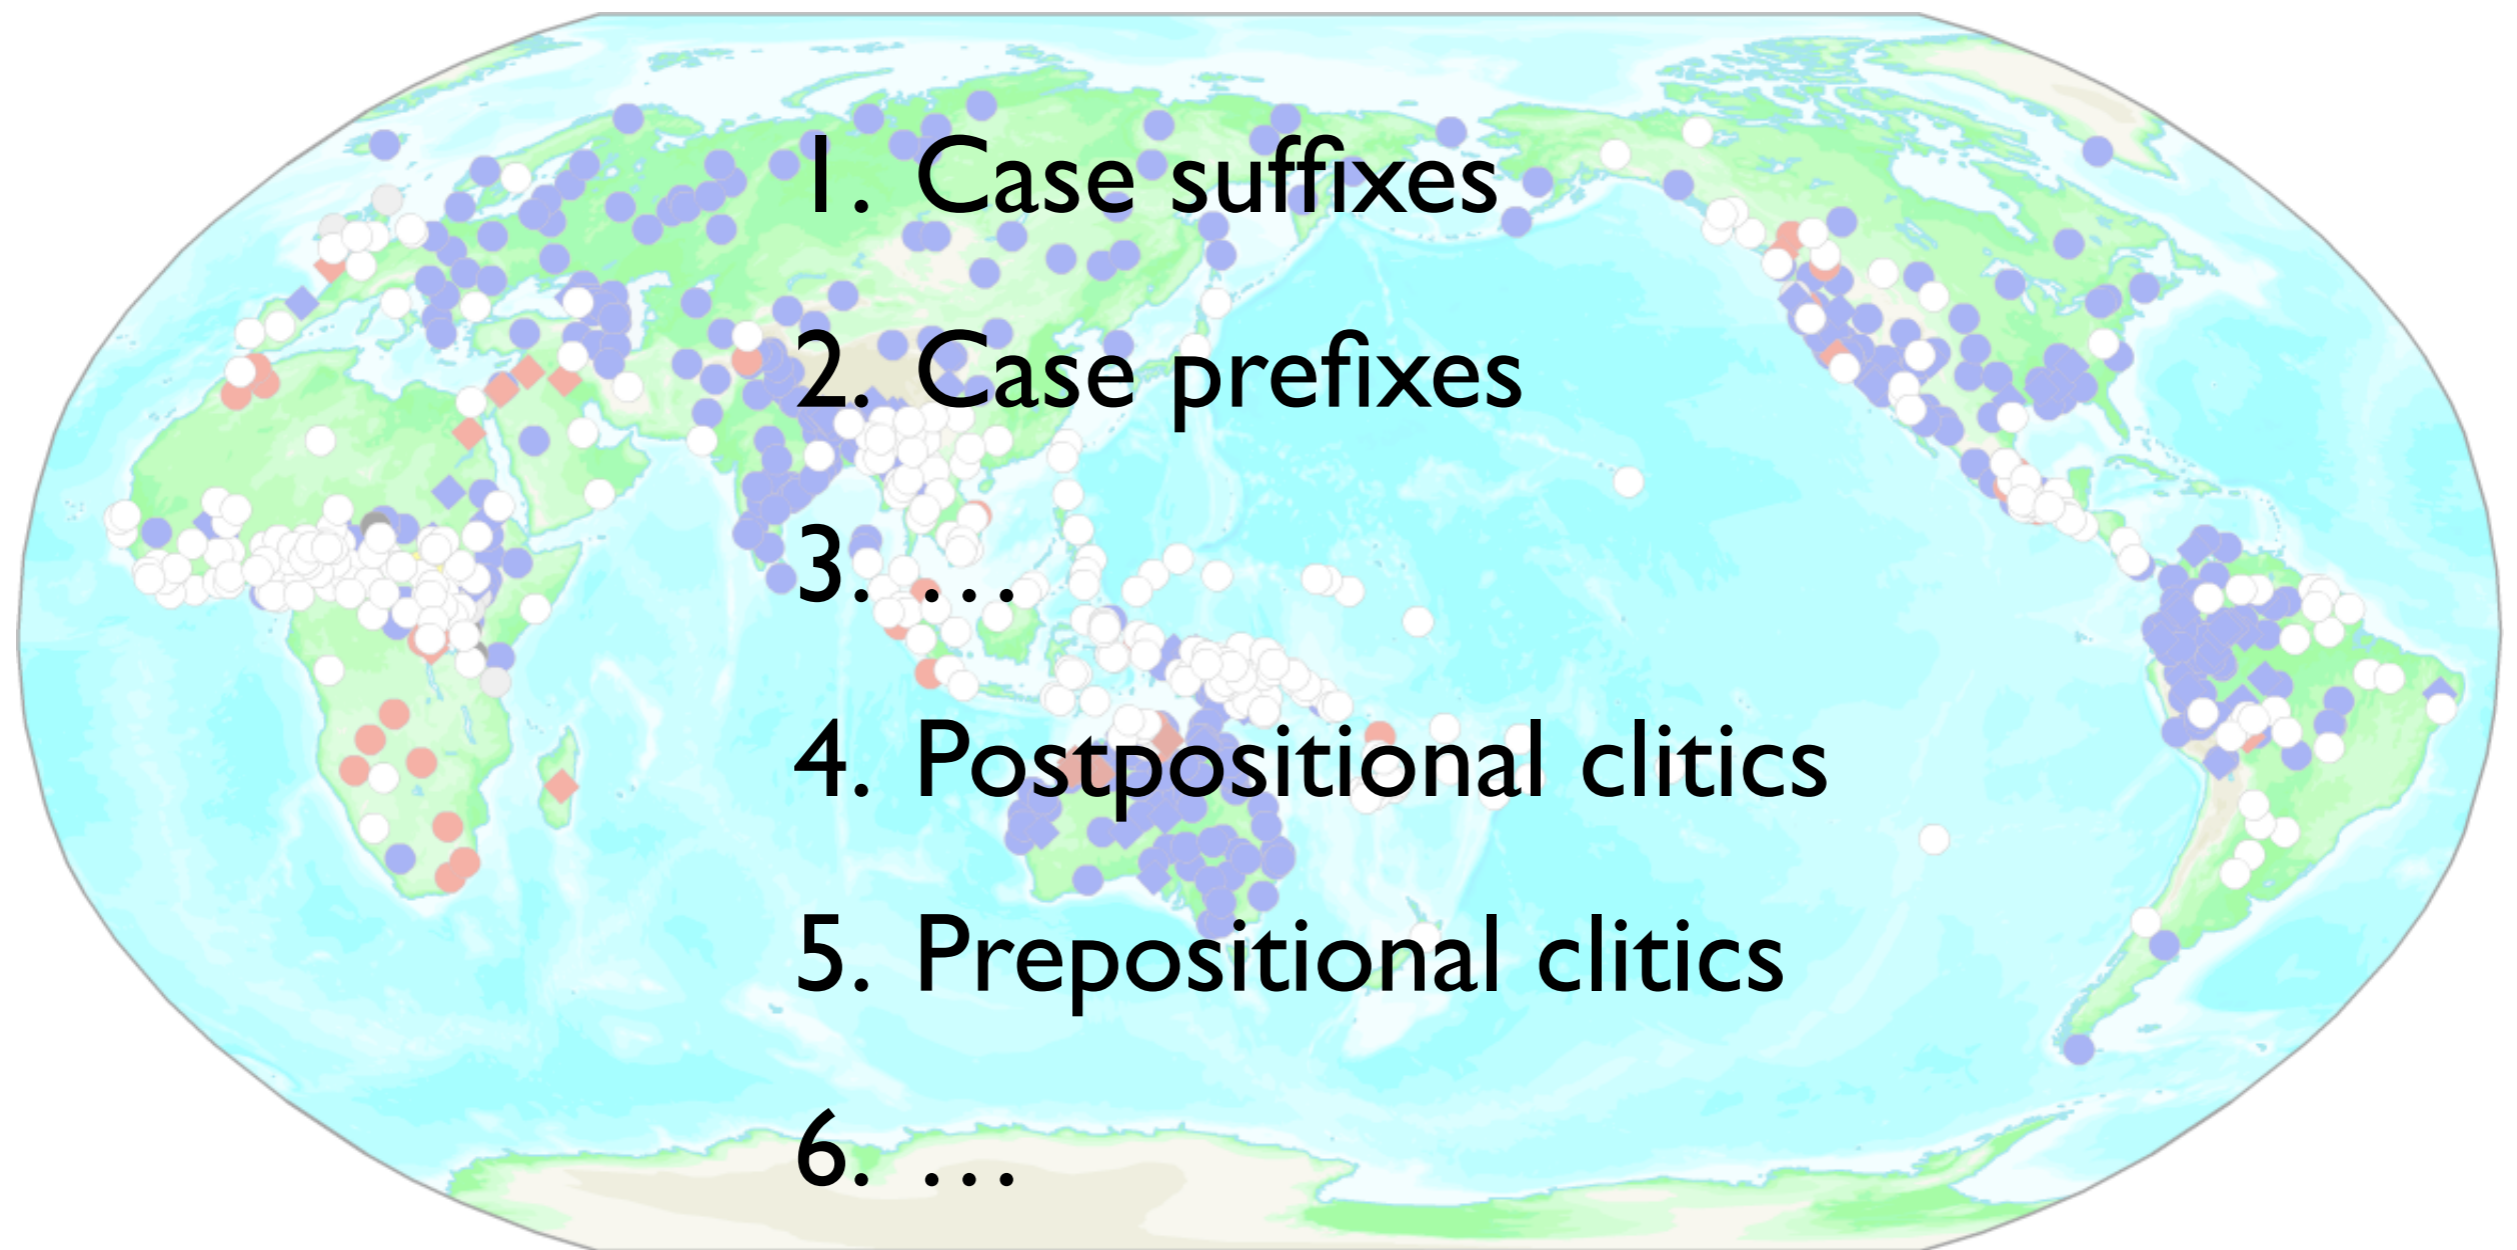 1. Case suffixes
2. Case prefixes
3. …
4. Postpositional clitics
5. Prepositional clitics
6. …